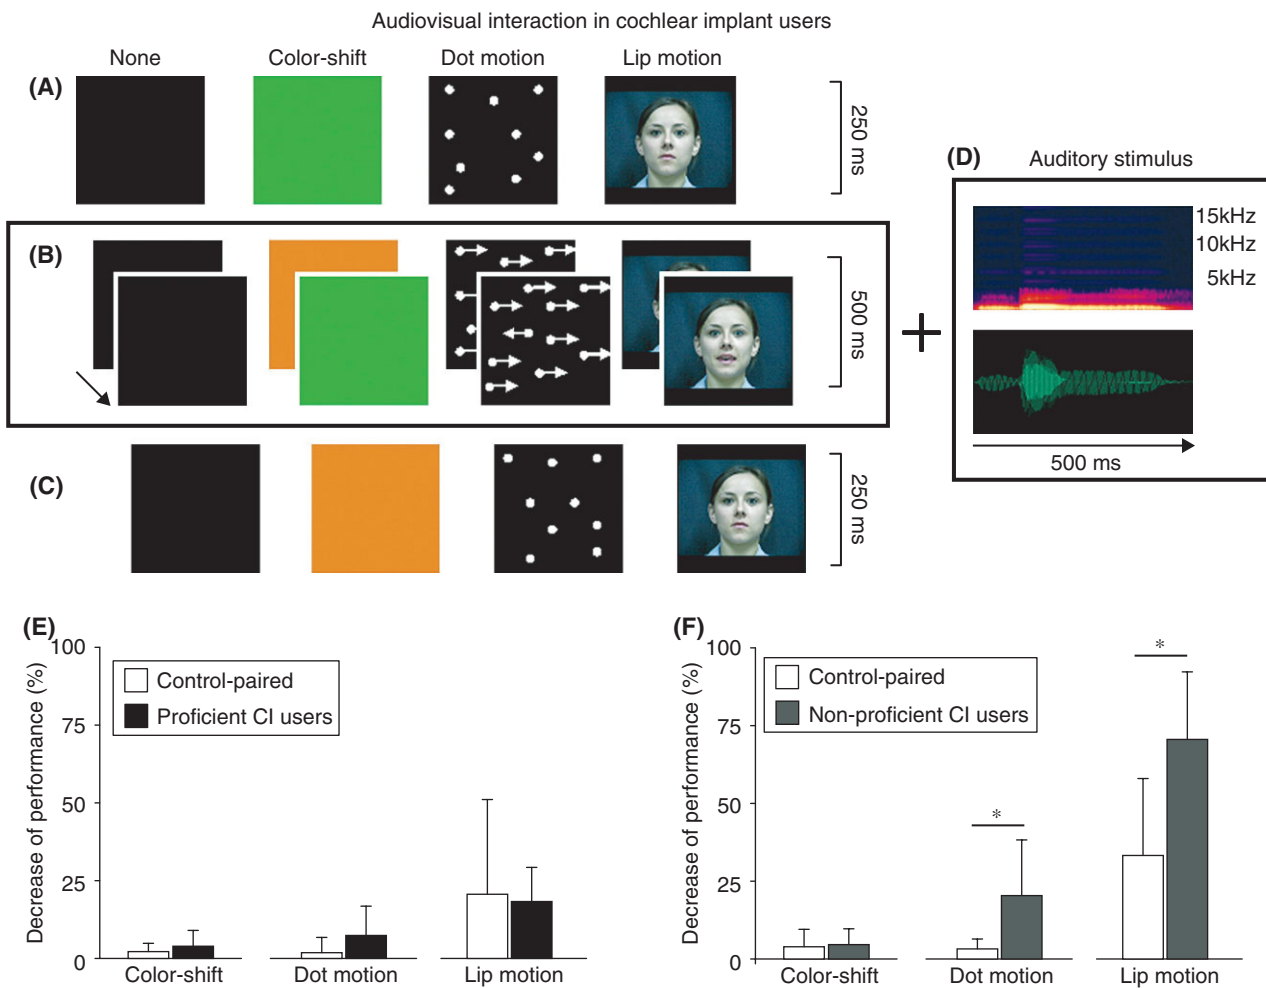 Audiovisual interaction in cochlear implant users
None Color-shift Dot motion Lip motion
(A)
250 ms
(B)
500 ms
(C)
250 ms
(D) Auditory stimulus
15kHz
10kHz
5kHz
+
500 ms
(E)
Decrease of performance (%)
100
75
50
25
0
Control-paired
Proficient CI users
Color-shift Dot motion Lip motion
(F)
Decrease of performance (%)
100
75
50
25
0
Control-paired
Non-proficient CI users
*
*
Color-shift Dot motion Lip motion